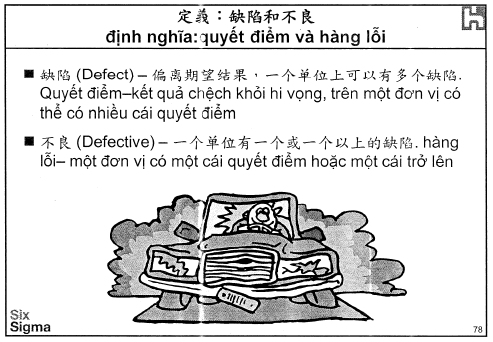 定義：缺陷和不良
định nghĩa: quyết điểm và hàng lỗi
■ 缺陷 (Defect) – 偏离期望结果，一个单位上可以有多个缺陷.
Quyết điểm–kết quả chệch khỏi hi vọng, trên một đơn vị có
thể có nhiều cái quyết điểm
■ 不良 (Defective) – 一个单位有一个或一个以上的缺陷. hàng
lỗi– một đơn vị có một cái quyết điểm hoặc một cái trở lên
Six
Sigma
78